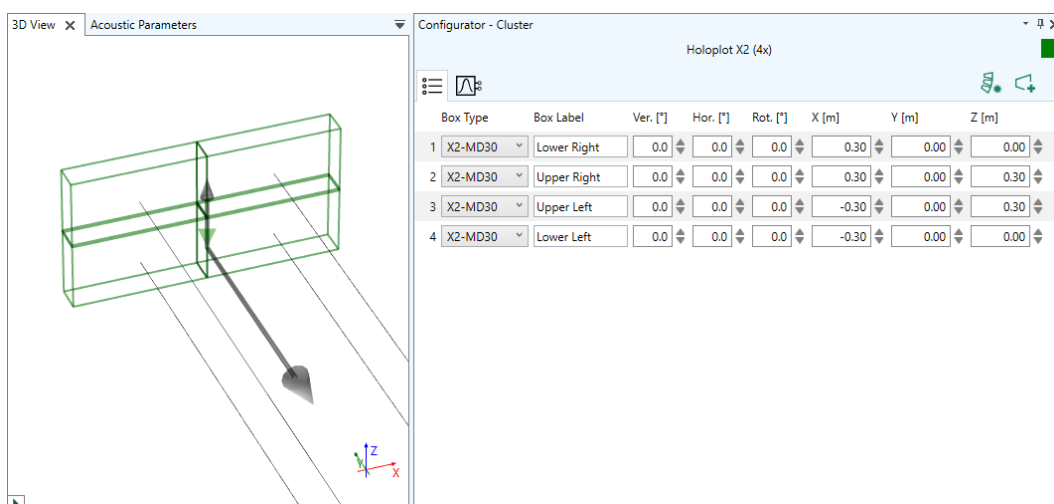 3D View Acoustic Parameters
Configurator - Cluster
Holoplot X2 (4x)
Box Type Box Label Ver. [°] Hor. [°] Rot. [°] X [m] Y [m] Z [m]
1 X2-MD30 Lower Right 0.0 0.0 0.0 0.30 0.00 0.00
2 X2-MD30 Upper Right 0.0 0.0 0.0 0.30 0.00 0.30
3 X2-MD30 Upper Left 0.0 0.0 0.0 -0.30 0.00 0.30
4 X2-MD30 Lower Left 0.0 0.0 0.0 -0.30 0.00 0.00
Z
Y
X